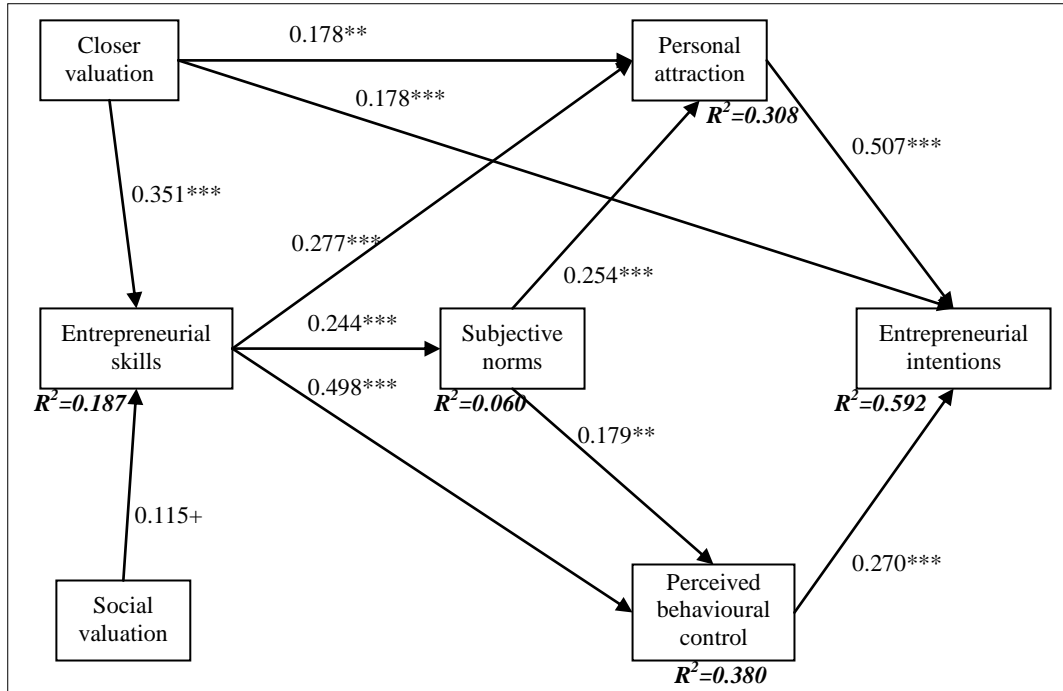 Closer
valuation
0.178**
Personal
attraction
R²=0.308
0.178***
0.507***
0.351***
0.277***
0.254***
Entrepreneurial
skills
R²=0.187
0.244***
Subjective
norms
R²=0.060
Entrepreneurial
intentions
R²=0.592
0.498***
0.179**
0.115+
0.270***
Social
valuation
Perceived
behavioural
control
R²=0.380